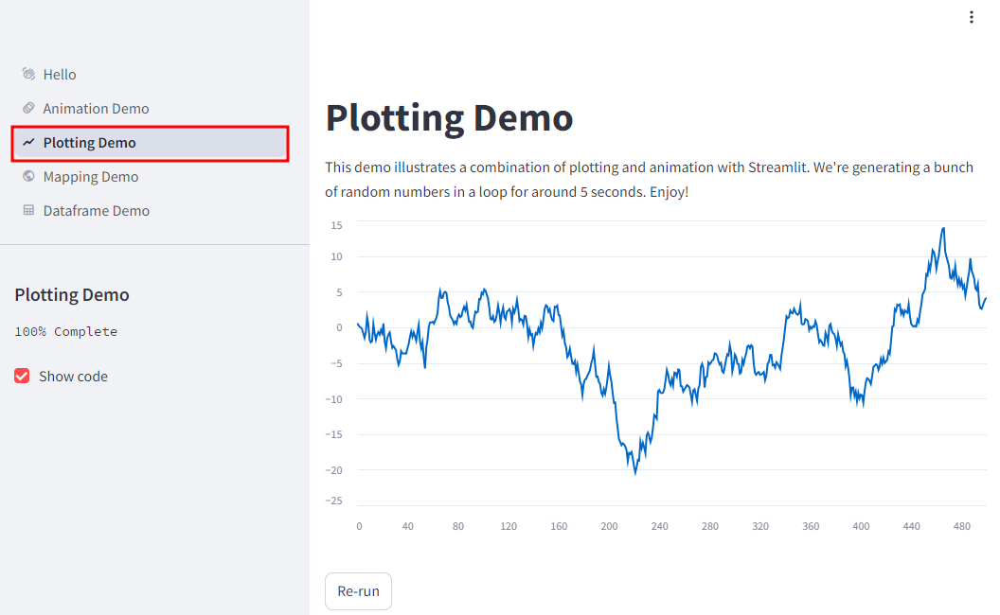 Hello
Animation Demo
Plotting Demo
Mapping Demo
Dataframe Demo
Plotting Demo
100% Complete
Show code
Plotting Demo
This demo illustrates a combination of plotting and animation with Streamlit. We're generating a bunch
of random numbers in a loop for around 5 seconds. Enjoy!
15
10
5
0
−5
−10
−15
−20
−25
0 40 80 120 160 200 240 280 320 360 400 440 480
Re-run